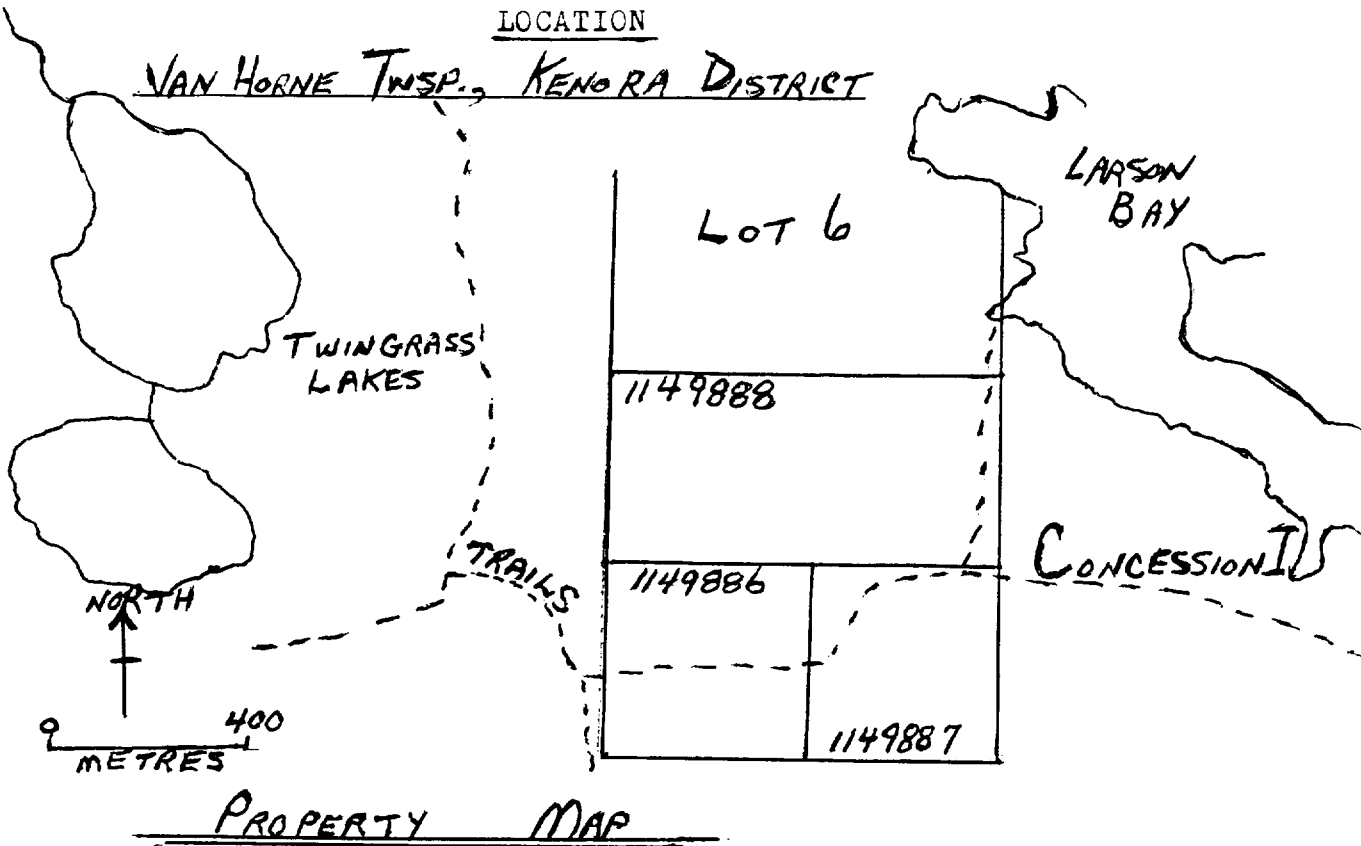 LOCATION
VAN HORNE TWSP., KENORA DISTRICT
LARSON
BAY
LOT 6
TWINGRASS
LAKES
1149888
TRAILS
1149886
CONCESSION I
NORTH
0 400
METRES
1149887
PROPERTY MAP